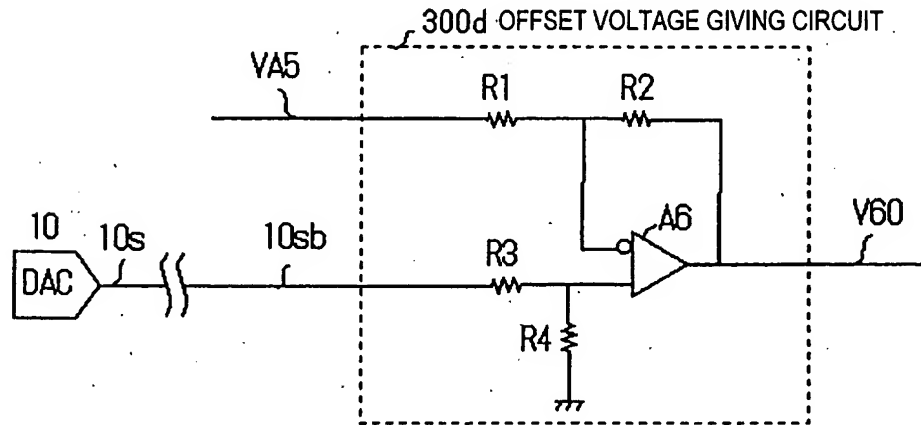 300d OFFSET VOLTAGE GIVING CIRCUIT
VA5
R1
R2
10
10s
10sb
A6
V60
DAC
R3
R4